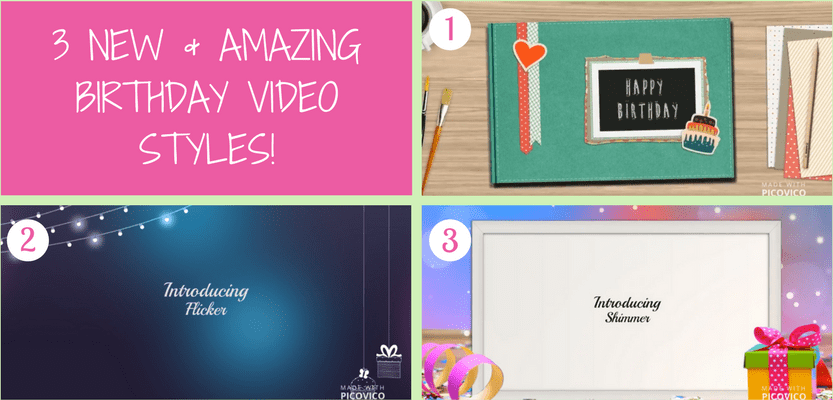 3 NEW & AMAZING
BIRTHDAY VIDEO
STYLES!
1
HAPPY
BIRTHDAY
MADE WITH
PICOVICO
2
Introducing
Flicker
MADE WITH
PICOVICO
3
Introducing
Shimmer
MADE WITH
PICOVICO